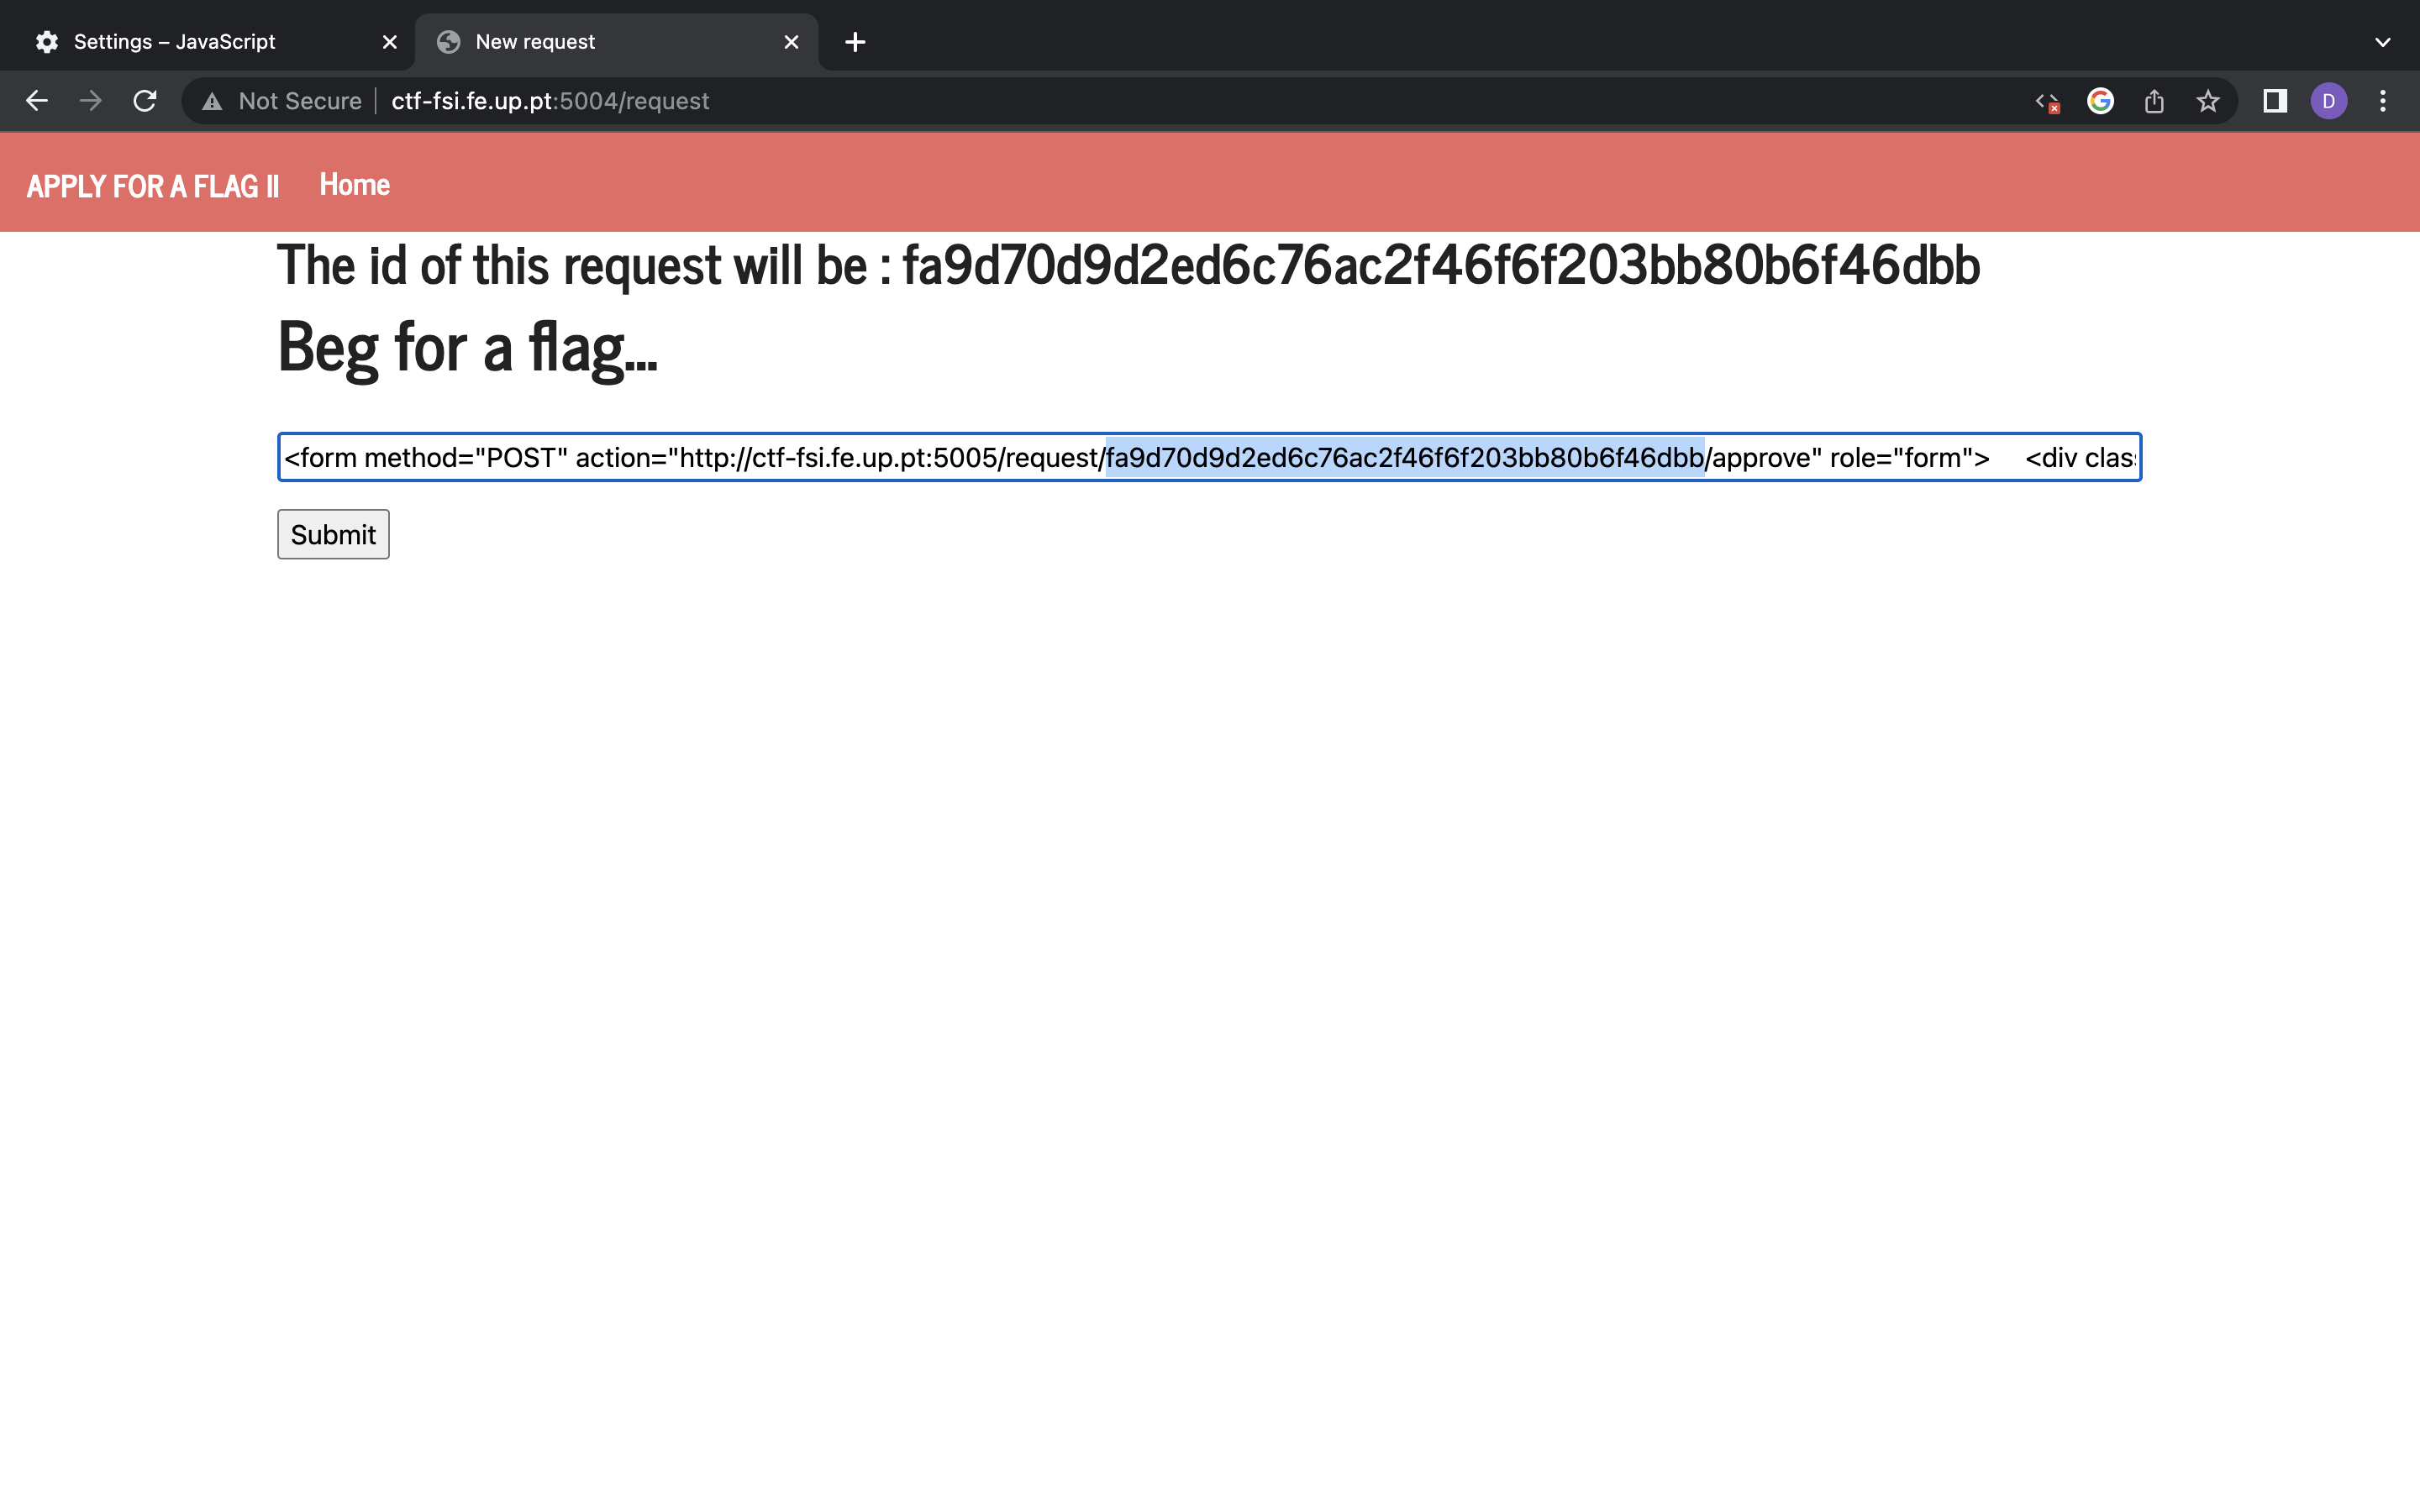 Settings – JavaScript
New request
Not Secure
ctf-fsi.fe.up.pt:5004/request
D
APPLY FOR A FLAG II
Home
The id of this request will be : fa9d70d9d2ed6c76ac2f46f6f203bb80b6f46dbb
Beg for a flag...
<form method="POST" action="http://ctf-fsi.fe.up.pt:5005/request/fa9d70d9d2ed6c76ac2f46f6f203bb80b6f46dbb/approve" role="form">     <div clas
Submit